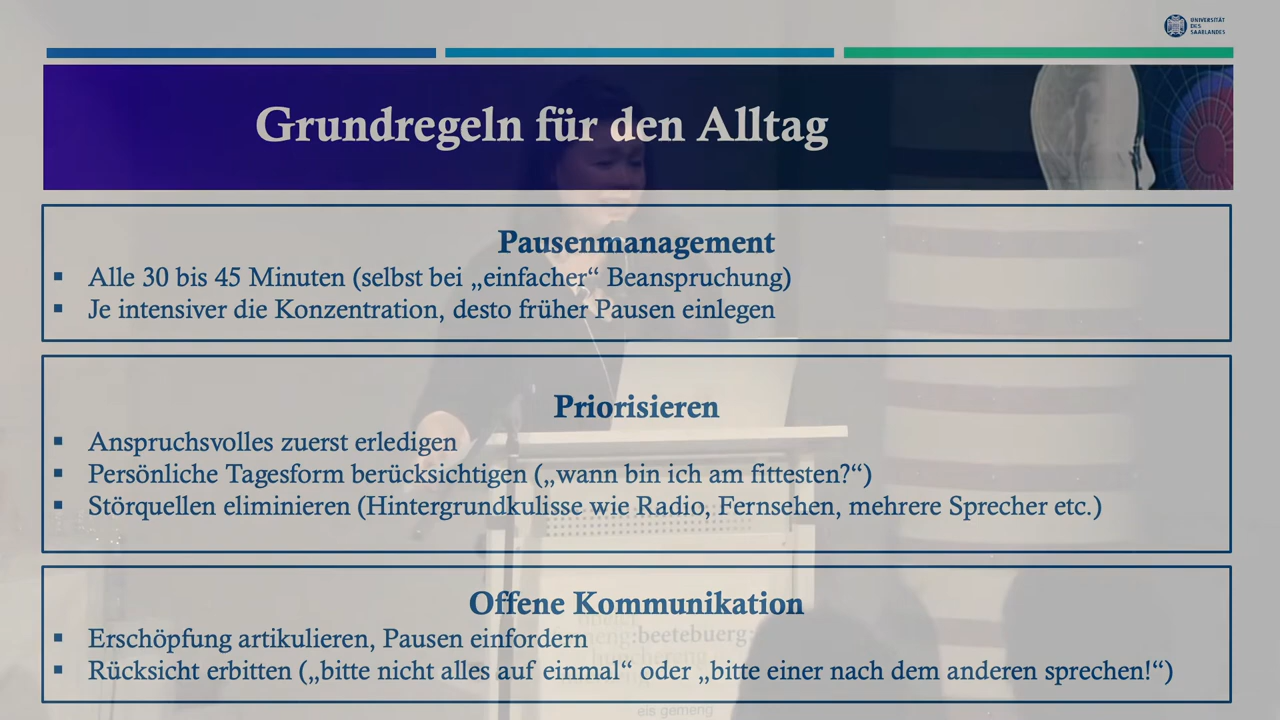 UNIVERSITÄT
DES
SAARLANDES
Grundregeln für den Alltag
Pausenmanagement
▪ Alle 30 bis 45 Minuten (selbst bei „einfacher“ Beanspruchung)
▪ Je intensiver die Konzentration, desto früher Pausen einlegen
Priorisieren
▪ Anspruchsvolles zuerst erledigen
▪ Persönliche Tagesform berücksichtigen („wann bin ich am fittesten?“)
▪ Störquellen eliminieren (Hintergrundkulisse wie Radio, Fernsehen, mehrere Sprecher etc.)
Offene Kommunikation
▪ Erschöpfung artikulieren, Pausen einfordern
▪ Rücksicht erbitten („bitte nicht alles auf einmal“ oder „bitte einer nach dem anderen sprechen!“)
:beetebuerg:
eis gemeng